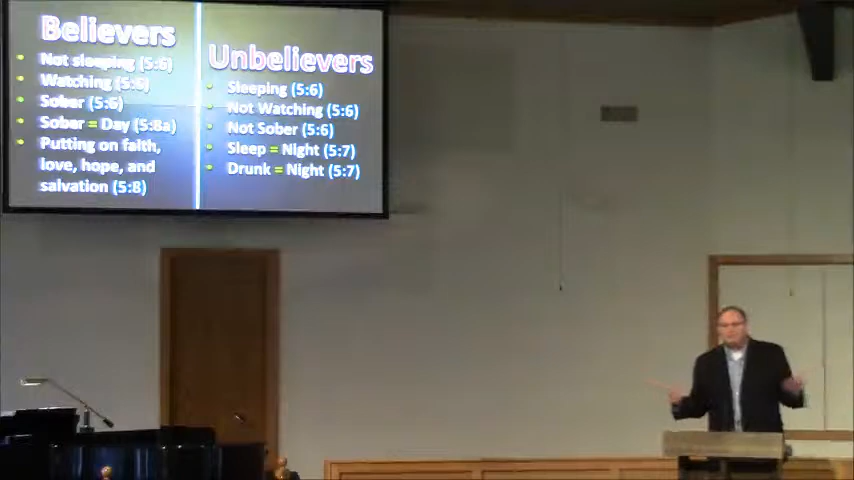 Believers
Not sleeping (5:6)
Watching (5:6)
Sober (5:6)
Sober = Day (5:8a)
Putting on faith,
love, hope, and
salvation (5:8)
Unbelievers
Sleeping (5:6)
Not Watching (5:6)
Not Sober (5:6)
Sleep = Night (5:7)
Drunk = Night (5:7)